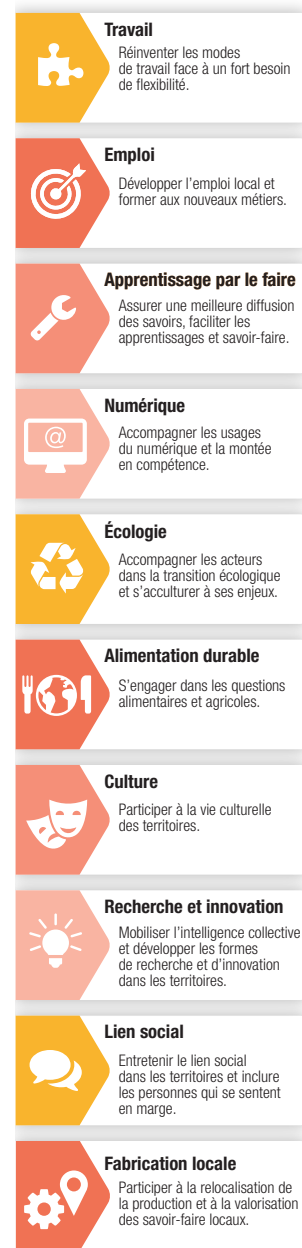 Travail
Réinventer les modes
de travail face à un fort besoin
de flexibilité.
Emploi
Développer l'emploi local et
former aux nouveaux métiers.
Apprentissage par le faire
Assurer une meilleure diffusion
des savoirs, faciliter les
apprentissages et savoir-faire.
@
Numérique
Accompagner les usages
du numérique et la montée
en compétence.
Écologie
Accompagner les acteurs
dans la transition écologique
et s'acculturer à ses enjeux.
Alimentation durable
S'engager dans les questions
alimentaires et agricoles.
Culture
Participer à la vie culturelle
des territoires.
Recherche et innovation
Mobiliser l'intelligence collective
et développer les formes
de recherche et d'innovation
dans les territoires.
Lien social
Entretenir le lien social
dans les territoires et inclure
les personnes qui se sentent
en marge.
Fabrication locale
Participer à la relocalisation de
la production et à la valorisation
des savoir-faire locaux.